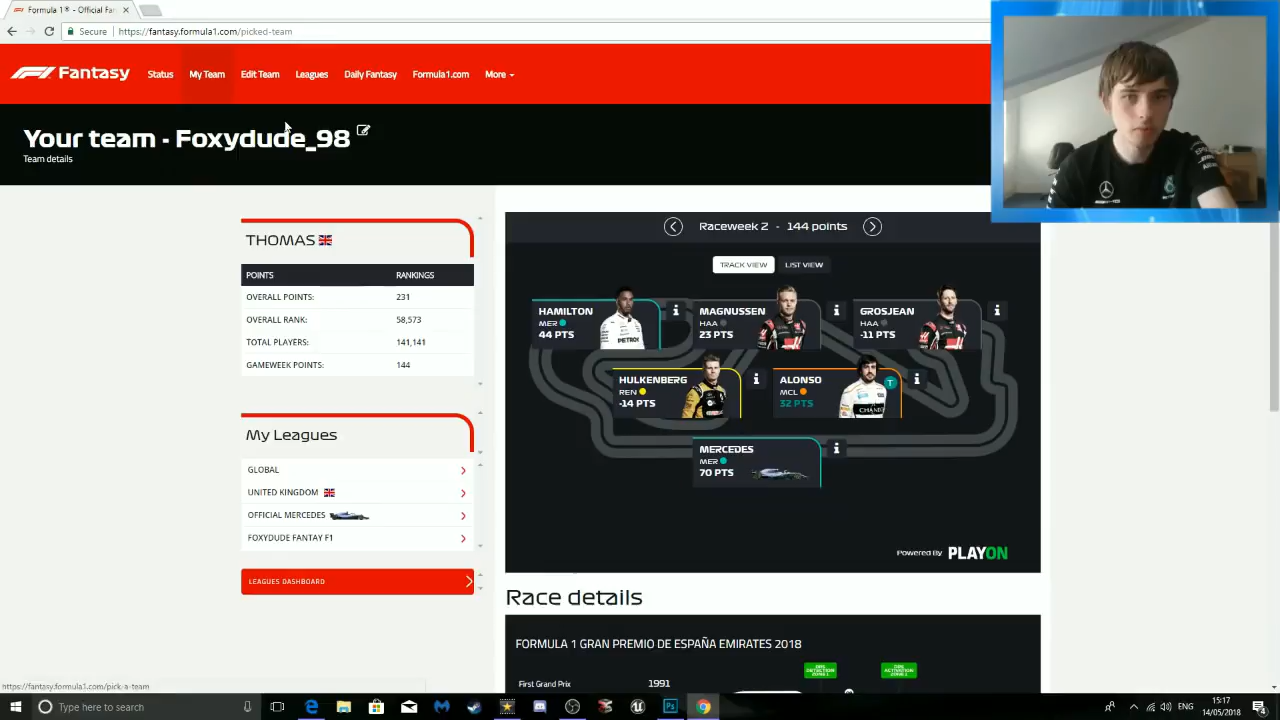 Formula 1® - Official Fan
Secure
https://fantasy.formula1.com/picked-team
F1 Fantasy
Status My Team Edit Team Leagues Daily Fantasy Formula1.com More
Your team - Foxydude_98
Team details
THOMAS
POINTS RANKINGS
OVERALL POINTS: 231
OVERALL RANK: 58,573
TOTAL PLAYERS: 141,141
GAMEWEEK POINTS: 144
My Leagues
GLOBAL
UNITED KINGDOM
OFFICIAL MERCEDES
FOXYDUDE FANTAY F1
LEAGUES DASHBOARD
Raceweek 2 - 144 points
TRACK VIEW LIST VIEW
HAMILTON
MER
44 PTS
MAGNUSSEN
HAA
23 PTS
GROSJEAN
HAA
-11 PTS
HULKENBERG
REN
-14 PTS
ALONSO
MCL
32 PTS
T
MERCEDES
MER
70 PTS
Powered By PLAYON
Race details
FORMULA 1 GRAN PREMIO DE ESPAÑA EMIRATES 2018
First Grand Prix 1991
https://fantasy.formula1.com/pick-a-team
Type here to search
ENG
15:17
14/05/2018